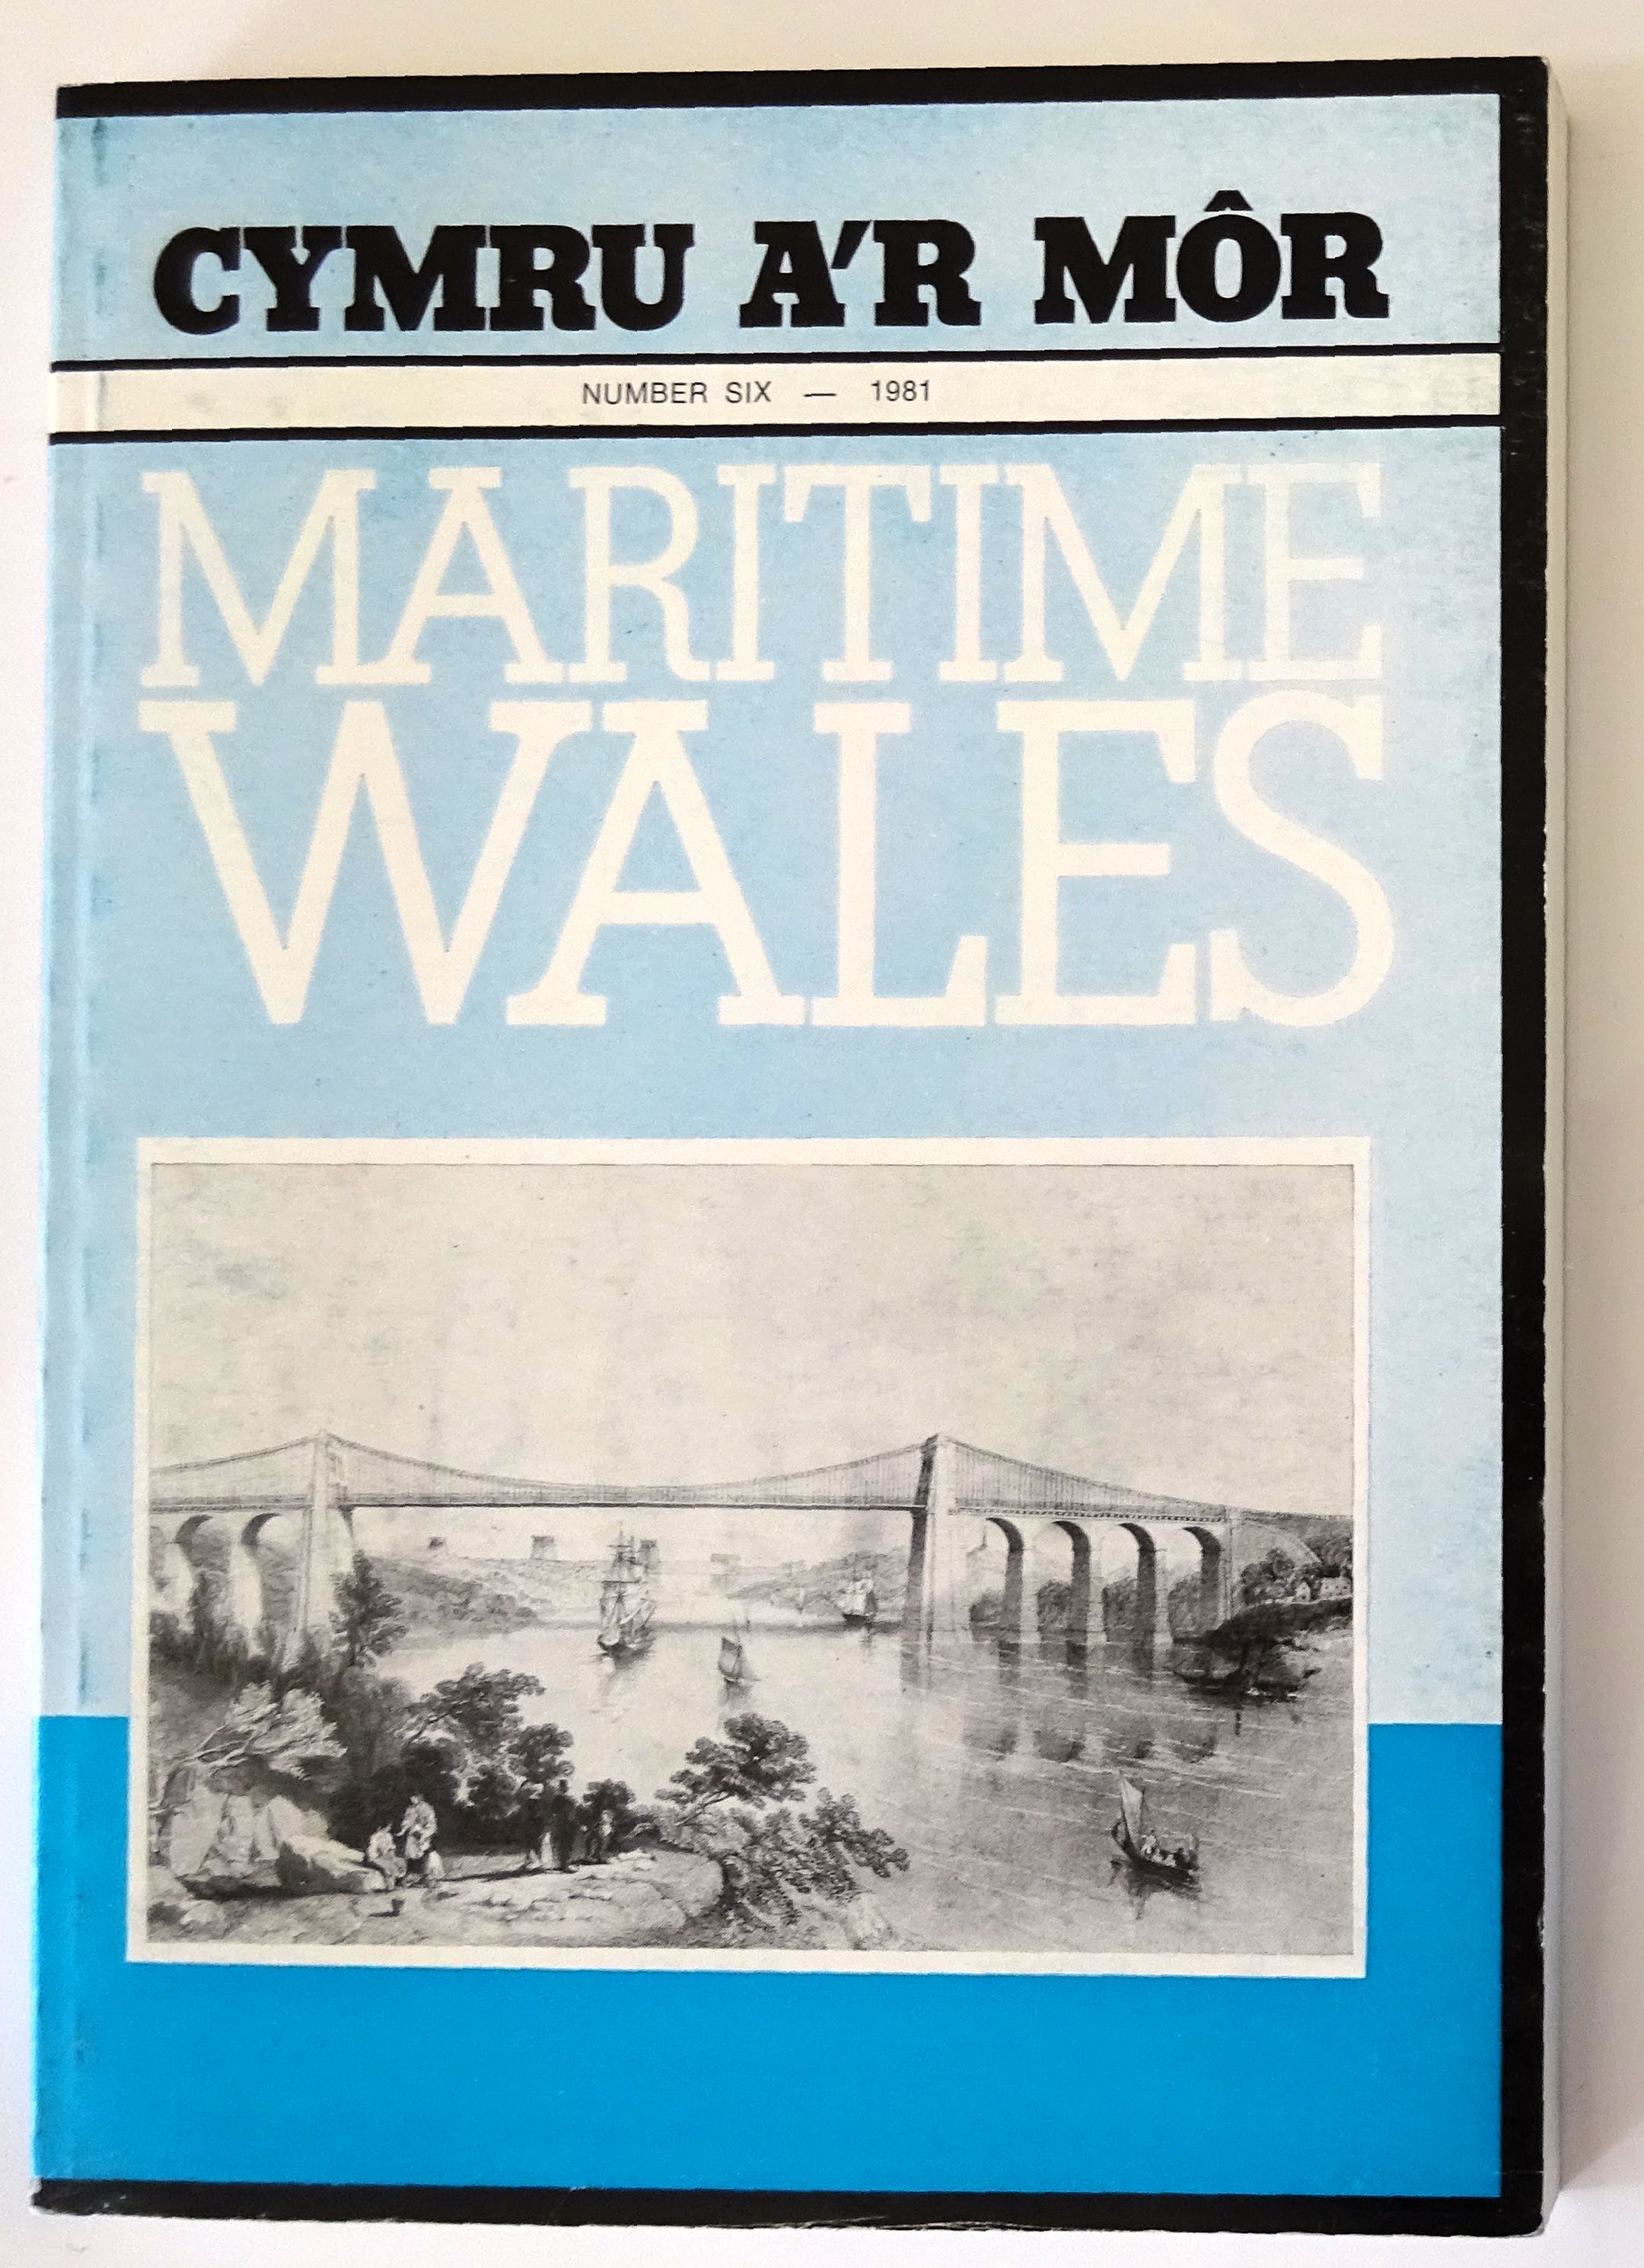 CYMRU A'R MÔR
NUMBER SIX — 1981
MARITIME
WALES